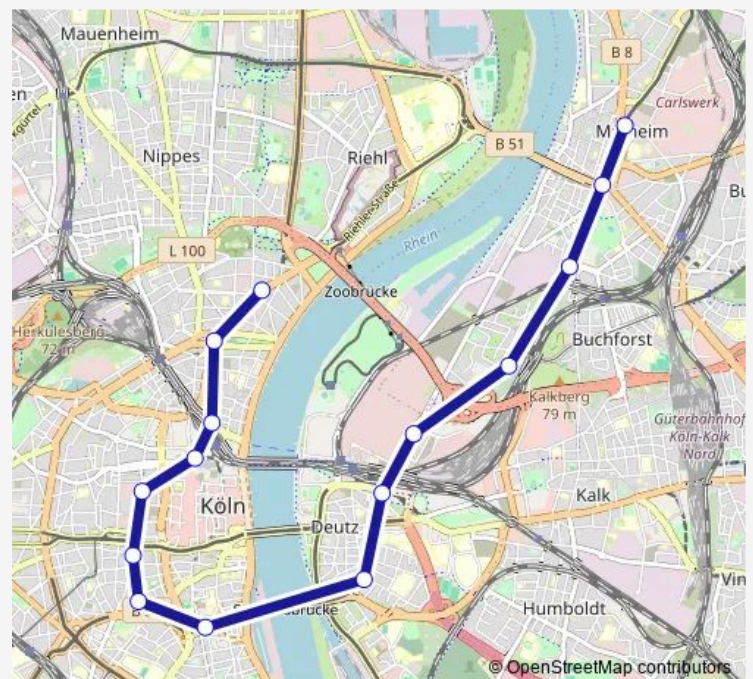 Mauenheim
B 8
Carlswerk
Nippes
Riehl
B 51
Riehler-Straße
L 100
Rhein
Zoobrücke
Herkulesberg
72 m
Buchforst
Kalkberg
79 m
Güterbahnhof
Köln-Kalk
Nord
Köln
Kalk
Deutz
Humboldt
© OpenStreetMap contributors